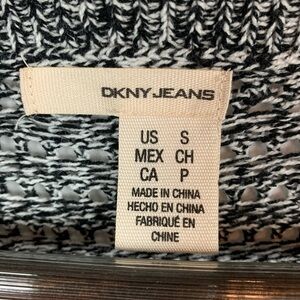 DKNY JEANS
US S
MEX CH
CA P
MADE IN CHINA
HECHO EN CHINA
FABRIQUÉ EN
CHINE